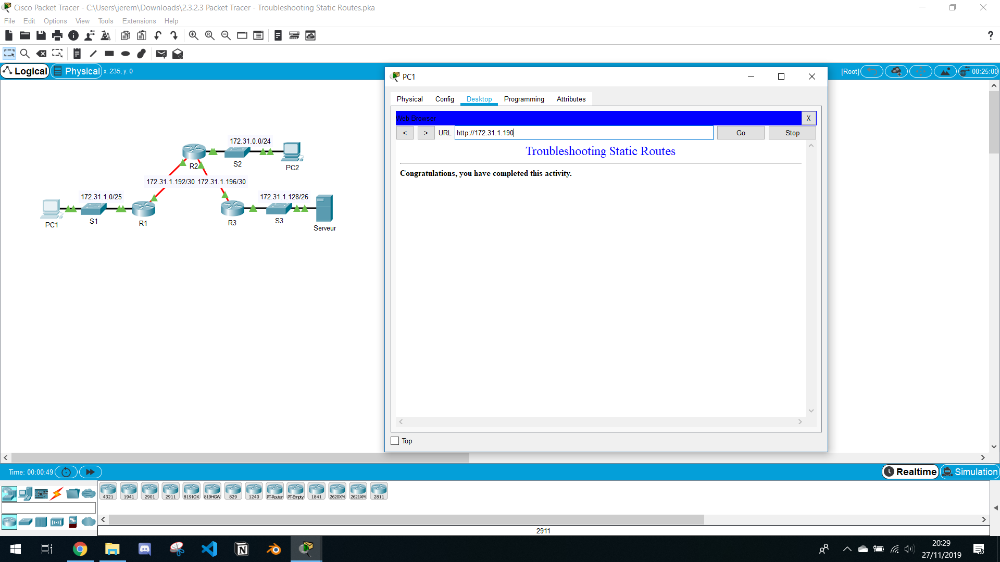 Cisco Packet Tracer - C:\Users\jerem\Downloads\2.3.2.3 Packet Tracer - Troubleshooting Static Routes.pka
File Edit Options View Tools Extensions Help
?
Logical Physical x: 235, y: 0
[Root] 00:25:00
PC1
Physical Config Desktop Programming Attributes
Web Browser X
< > URL http://172.31.1.190 Go Stop
Troubleshooting Static Routes
Congratulations, you have completed this activity.
Top
172.31.0.0/24
R2 S2 PC2
172.31.1.192/30 172.31.1.196/30
172.31.1.0/25 172.31.1.128/26
PC1 S1 R1 R3 S3 Serveur
Time: 00:00:49 Realtime Simulation
4321 1941 2901 2911 819IOX 819HGW 829 1240 PT-Router PT-Empty 1841 2620XM 2621XM 2811
2911
20:29
27/11/2019